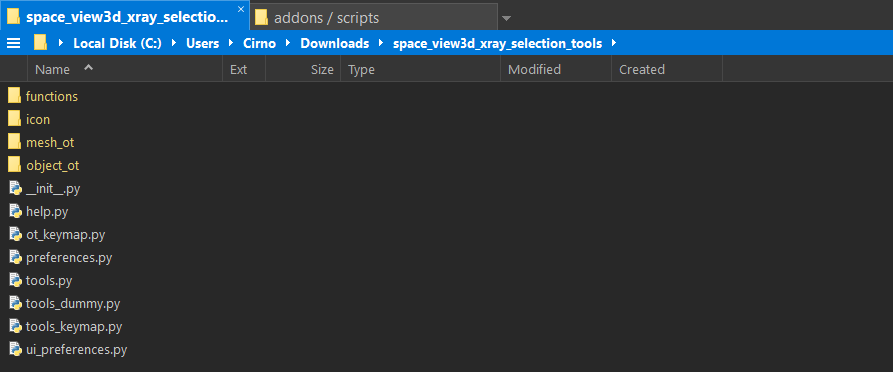 space_view3d_xray_selectio... addons / scripts
Local Disk (C:) Users Cirno Downloads space_view3d_xray_selection_tools
Name Ext Size Type Modified Created
functions
icon
mesh_ot
object_ot
__init__.py
help.py
ot_keymap.py
preferences.py
tools.py
tools_dummy.py
tools_keymap.py
ui_preferences.py